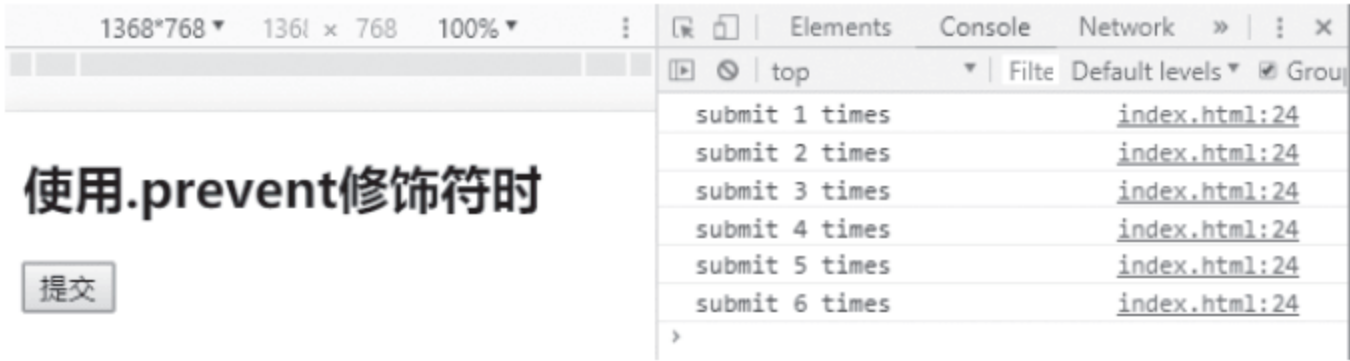 1368*768 ▾ 136 × 768 100% ▾
Elements Console Network »
top Filte Default levels ▾ Grou
submit 1 times index.html:24
submit 2 times index.html:24
submit 3 times index.html:24
submit 4 times index.html:24
submit 5 times index.html:24
submit 6 times index.html:24
使用.prevent修饰符时
提交